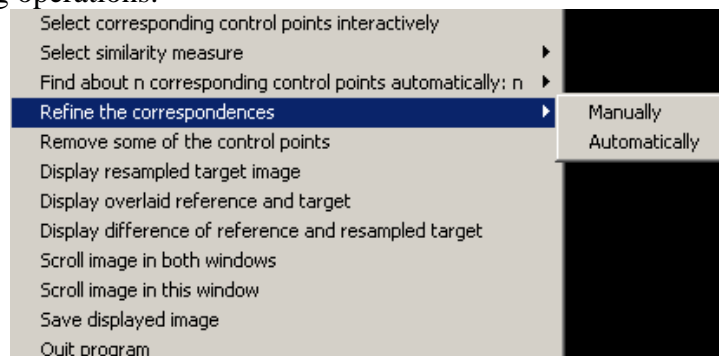 g operations.
Select corresponding control points interactively
Select similarity measure
Find about n corresponding control points automatically: n
Refine the correspondences
Manually
Remove some of the control points
Automatically
Display resampled target image
Display overlaid reference and target
Display difference of reference and resampled target
Scroll image in both windows
Scroll image in this window
Save displayed image
Quit program